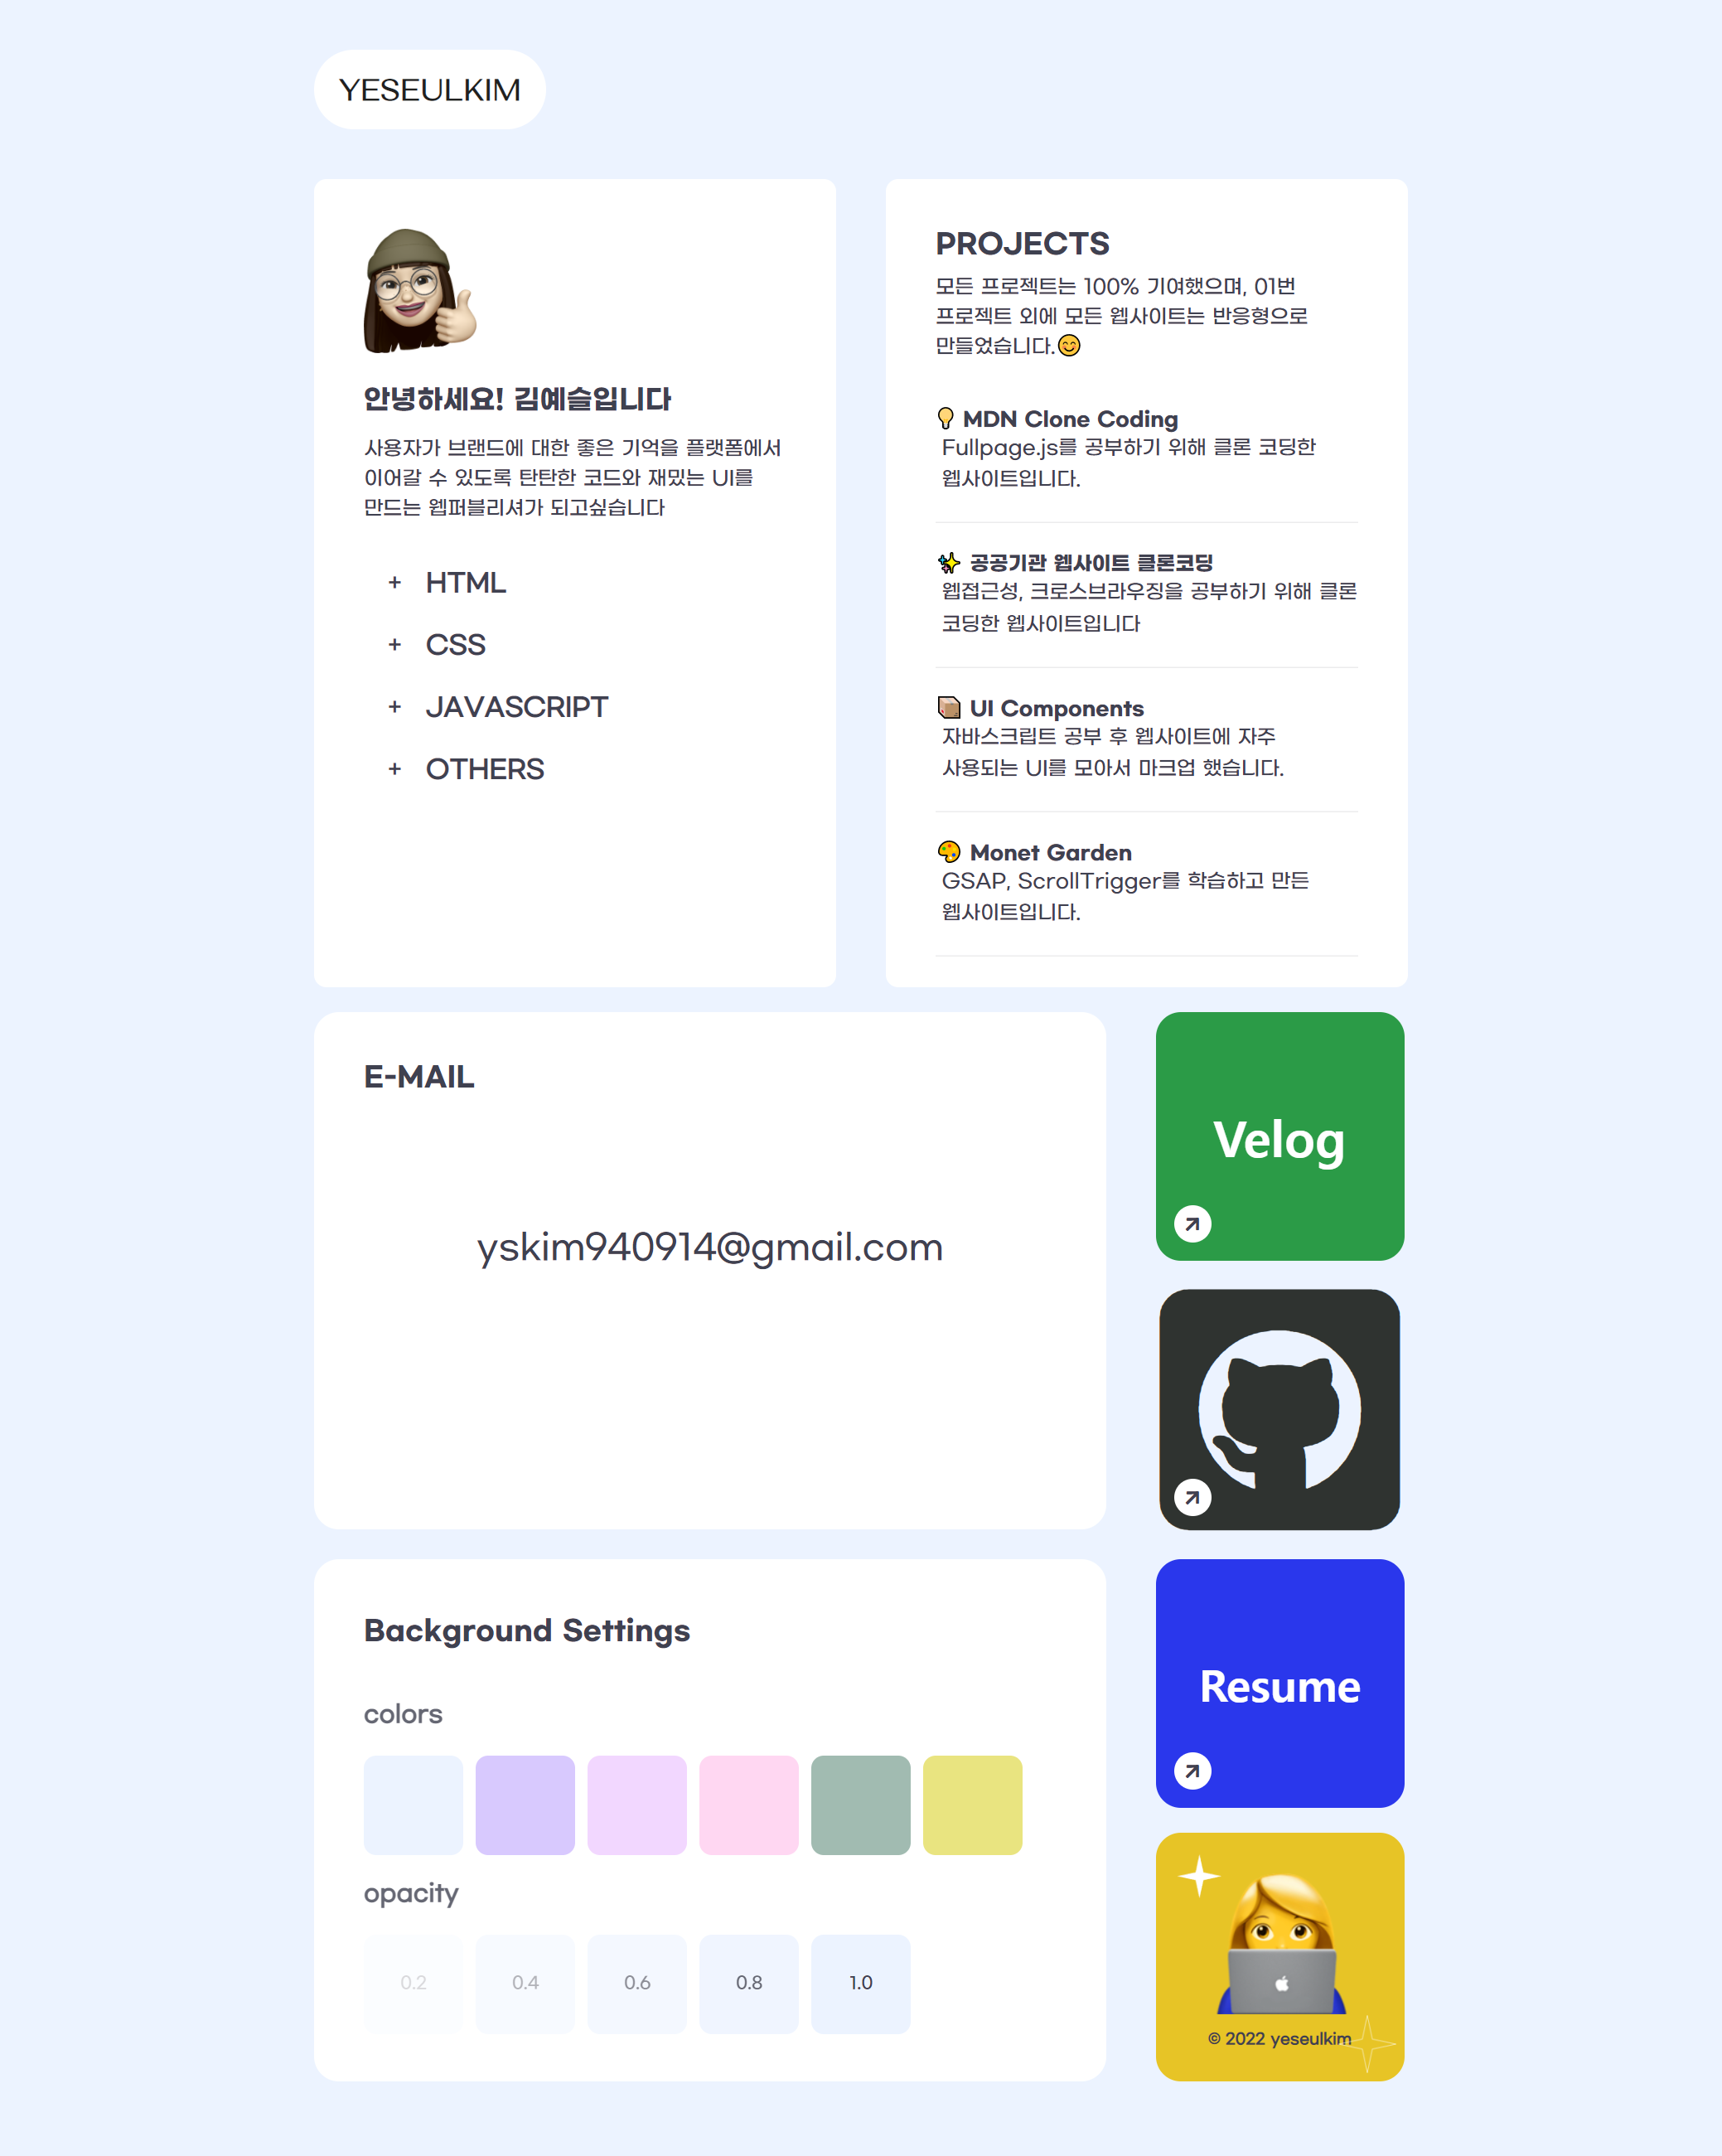 YESEULKIM
안녕하세요! 김예슬입니다
사용자가 브랜드에 대한 좋은 기억을 플랫폼에서
이어갈 수 있도록 탄탄한 코드와 재밌는 UI를
만드는 웹퍼블리셔가 되고싶습니다
+ HTML
+ CSS
+ JAVASCRIPT
+ OTHERS
PROJECTS
모든 프로젝트는 100% 기여했으며, 01번
프로젝트 외에 모든 웹사이트는 반응형으로
만들었습니다.😊
💡 MDN Clone Coding
Fullpage.js를 공부하기 위해 클론 코딩한
웹사이트입니다.
✨ 공공기관 웹사이트 클론코딩
웹접근성, 크로스브라우징을 공부하기 위해 클론
코딩한 웹사이트입니다
📦 UI Components
자바스크립트 공부 후 웹사이트에 자주
사용되는 UI를 모아서 마크업 했습니다.
🎨 Monet Garden
GSAP, ScrollTrigger를 학습하고 만든
웹사이트입니다.
E-MAIL
yskim940914@gmail.com
Velog
Background Settings
colors
opacity
0.2 0.4 0.6 0.8 1.0
Resume
© 2022 yeseulkim